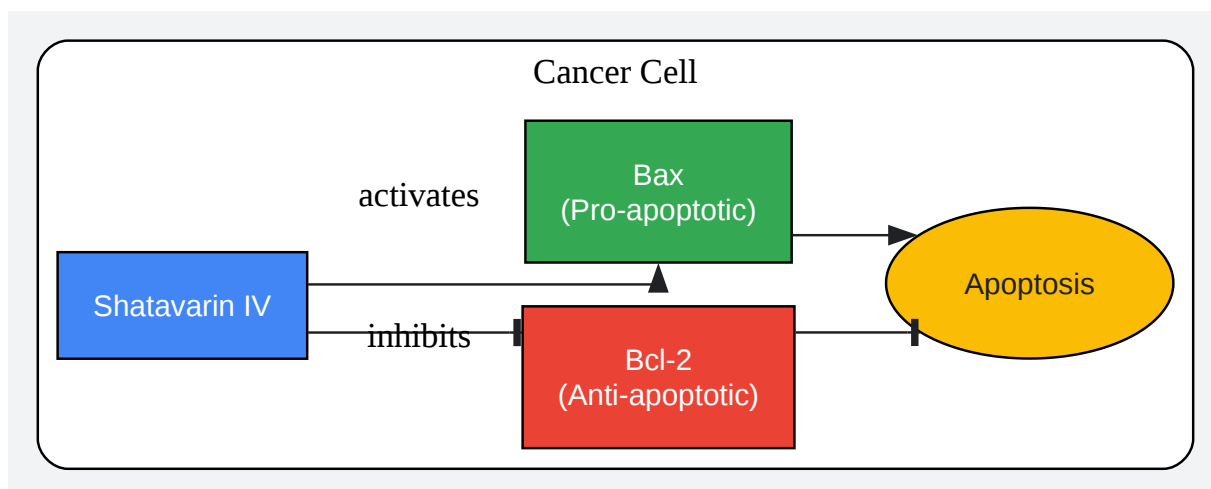 Cancer Cell
activates
Bax
(Pro-apoptotic)
Shatavarin IV
inhibits
Bcl-2
(Anti-apoptotic)
Apoptosis